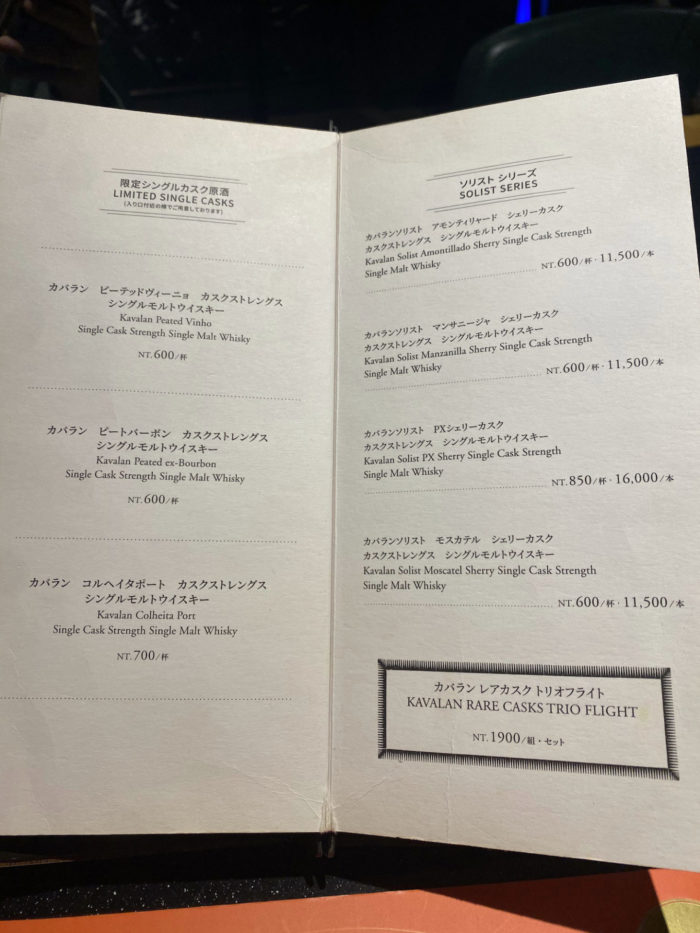 限定シングルカスク原酒
LIMITED SINGLE CASKS
(入り口付近の樽でご用意しております)
カバラン ピーテッドヴィーニョ カスクストレングス
シングルモルトウイスキー
Kavalan Peated Vinho
Single Cask Strength Single Malt Whisky
NT.600/杯
カバラン ピートバーボン カスクストレングス
シングルモルトウイスキー
Kavalan Peated ex-Bourbon
Single Cask Strength Single Malt Whisky
NT.600/杯
カバラン コルヘイタポート カスクストレングス
シングルモルトウイスキー
Kavalan Colheita Port
Single Cask Strength Single Malt Whisky
NT.700/杯
ソリスト シリーズ
SOLIST SERIES
カバランソリスト アモンティリャード シェリーカスク
カスクストレングス シングルモルトウイスキー
Kavalan Solist Amontillado Sherry Single Cask Strength
Single Malt Whisky
NT.600/杯 · 11,500/本
カバランソリスト マンサニージャ シェリーカスク
カスクストレングス シングルモルトウイスキー
Kavalan Solist Manzanilla Sherry Single Cask Strength
Single Malt Whisky
NT.600/杯 · 11,500/本
カバランソリスト PXシェリーカスク
カスクストレングス シングルモルトウイスキー
Kavalan Solist PX Sherry Single Cask Strength
Single Malt Whisky
NT.850/杯 · 16,000/本
カバランソリスト モスカテル シェリーカスク
カスクストレングス シングルモルトウイスキー
Kavalan Solist Moscatel Sherry Single Cask Strength
Single Malt Whisky
NT.600/杯 · 11,500/本
カバラン レアカスク トリオフライト
KAVALAN RARE CASKS TRIO FLIGHT
NT.1900/組・セット